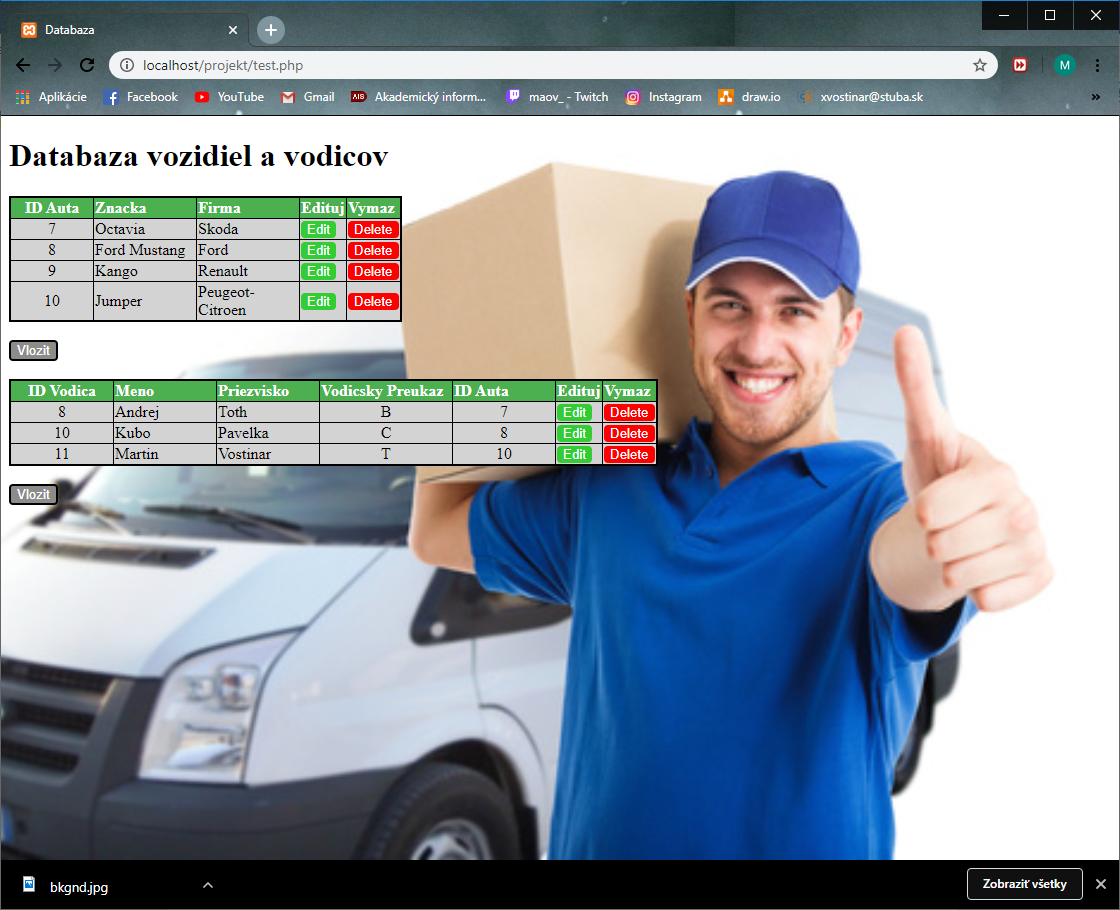 Databaza
localhost/projekt/test.php
M
Aplikácie Facebook YouTube Gmail AIS Akademický inform... maov_ - Twitch Instagram draw.io xvostinar@stuba.sk »
Databaza vozidiel a vodicov
ID Auta Znacka Firma Edituj Vymaz
7 Octavia Skoda Edit Delete
8 Ford Mustang Ford Edit Delete
9 Kango Renault Edit Delete
10 Jumper Peugeot-
Citroen Edit Delete
Vlozit
ID Vodica Meno Priezvisko Vodicsky Preukaz ID Auta Edituj Vymaz
8 Andrej Toth B 7 Edit Delete
10 Kubo Pavelka C 8 Edit Delete
11 Martin Vostinar T 10 Edit Delete
Vlozit
bkgnd.jpg Zobraziť všetky